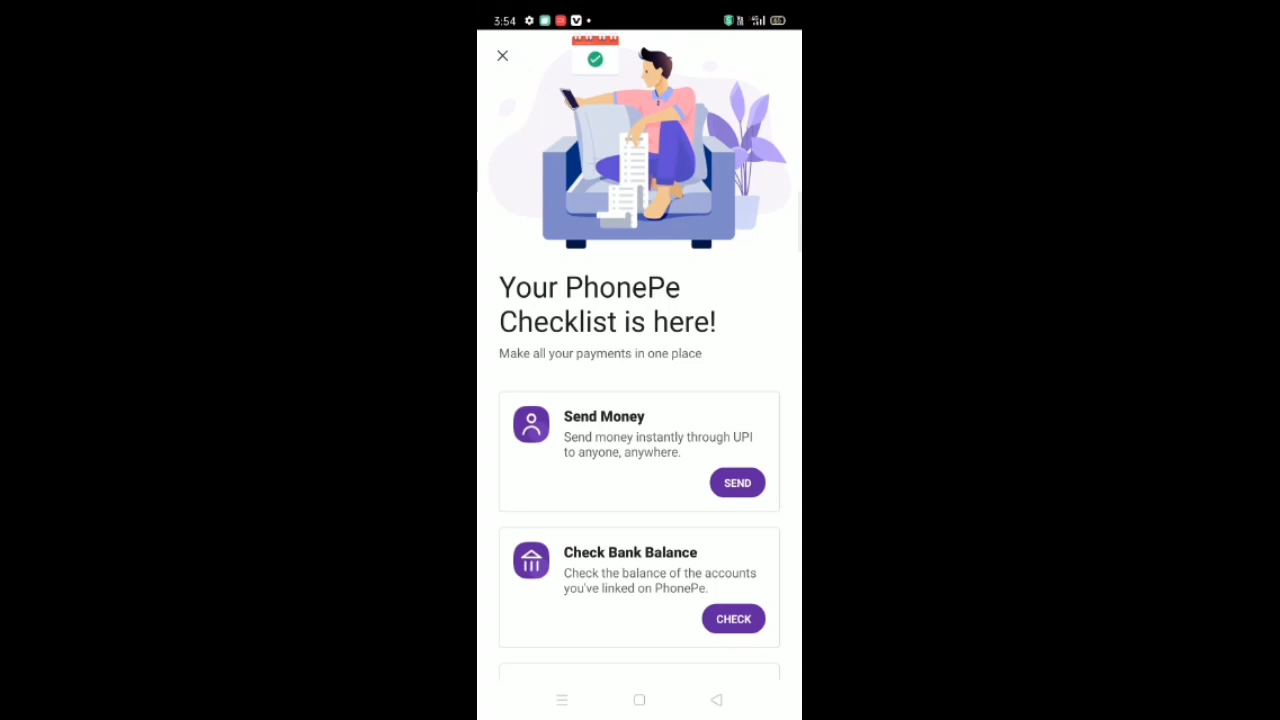 3:54
Your PhonePe
Checklist is here!
Make all your payments in one place
Send Money
Send money instantly through UPI
to anyone, anywhere.
SEND
Check Bank Balance
Check the balance of the accounts
you've linked on PhonePe.
CHECK